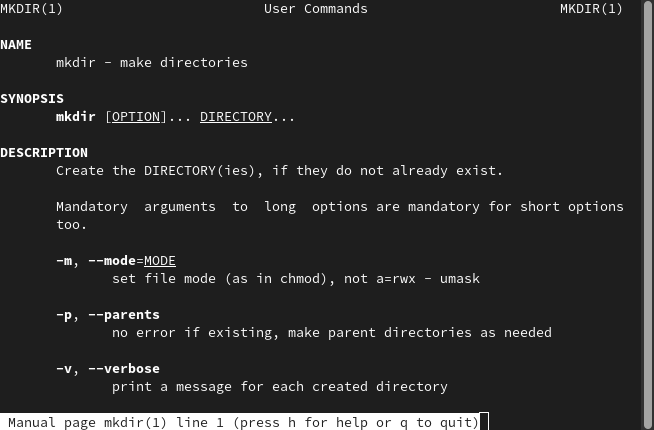 MKDIR(1) User Commands MKDIR(1)
NAME
mkdir - make directories
SYNOPSIS
mkdir [OPTION]... DIRECTORY...
DESCRIPTION
Create the DIRECTORY(ies), if they do not already exist.
Mandatory arguments to long options are mandatory for short options
too.
-m, --mode=MODE
set file mode (as in chmod), not a=rwx - umask
-p, --parents
no error if existing, make parent directories as needed
-v, --verbose
print a message for each created directory
Manual page mkdir(1) line 1 (press h for help or q to quit)